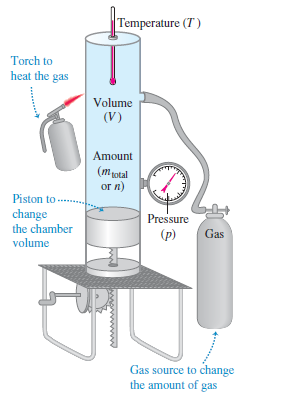 Temperature (T)
Torch to
heat the gas
Volume
(V)
Amount
(m total
or n)
Piston to
change
the chamber
volume
Pressure
(p)
Gas
Gas source to change
the amount of gas